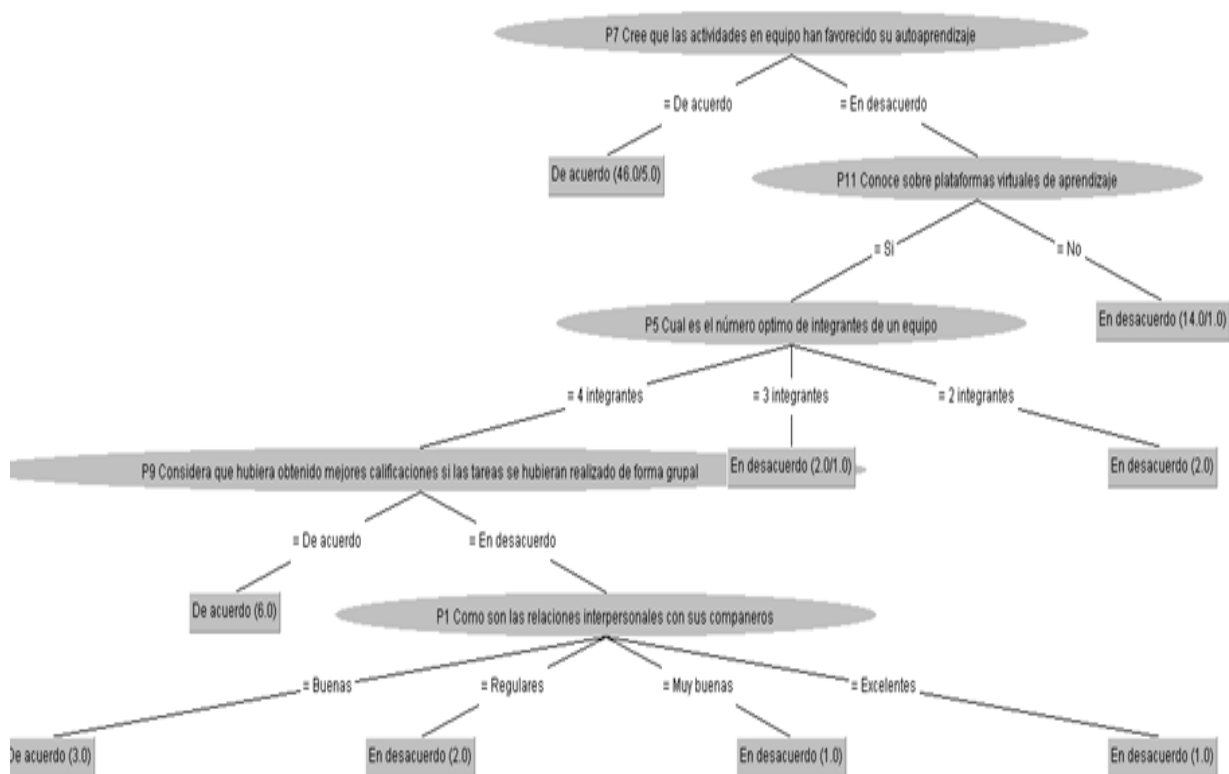 P7 Cree que las actividades en equipo han favorecido su autoaprendizaje
= De acuerdo
= En desacuerdo
De acuerdo (46.0/5.0)
P11 Conoce sobre plataformas virtuales de aprendizaje
= Si
= No
En desacuerdo (14.0/1.0)
P5 Cual es el número optimo de integrantes de un equipo
= 4 integrantes
= 3 integrantes
= 2 integrantes
P9 Considera que hubiera obtenido mejores calificaciones si las tareas se hubieran realizado de forma grupal
En desacuerdo (2.0/1.0)
En desacuerdo (2.0)
= De acuerdo
= En desacuerdo
De acuerdo (6.0)
P1 Como son las relaciones interpersonales con sus companeros
= Buenas
= Regulares
= Muy buenas
= Excelentes
De acuerdo (3.0)
En desacuerdo (2.0)
En desacuerdo (1.0)
En desacuerdo (1.0)